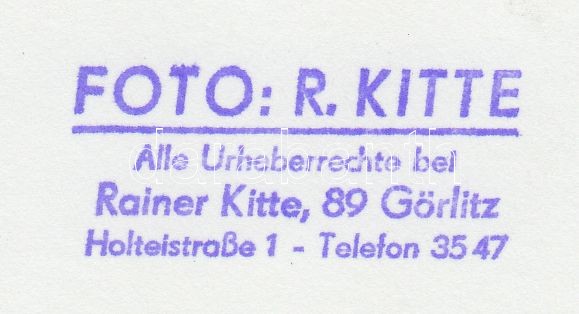 FOTO: R. KITTE
Alle Urheberrechte bei
Rainer Kitte, 89 Görlitz
Holteistraße 1 - Telefon 35 47